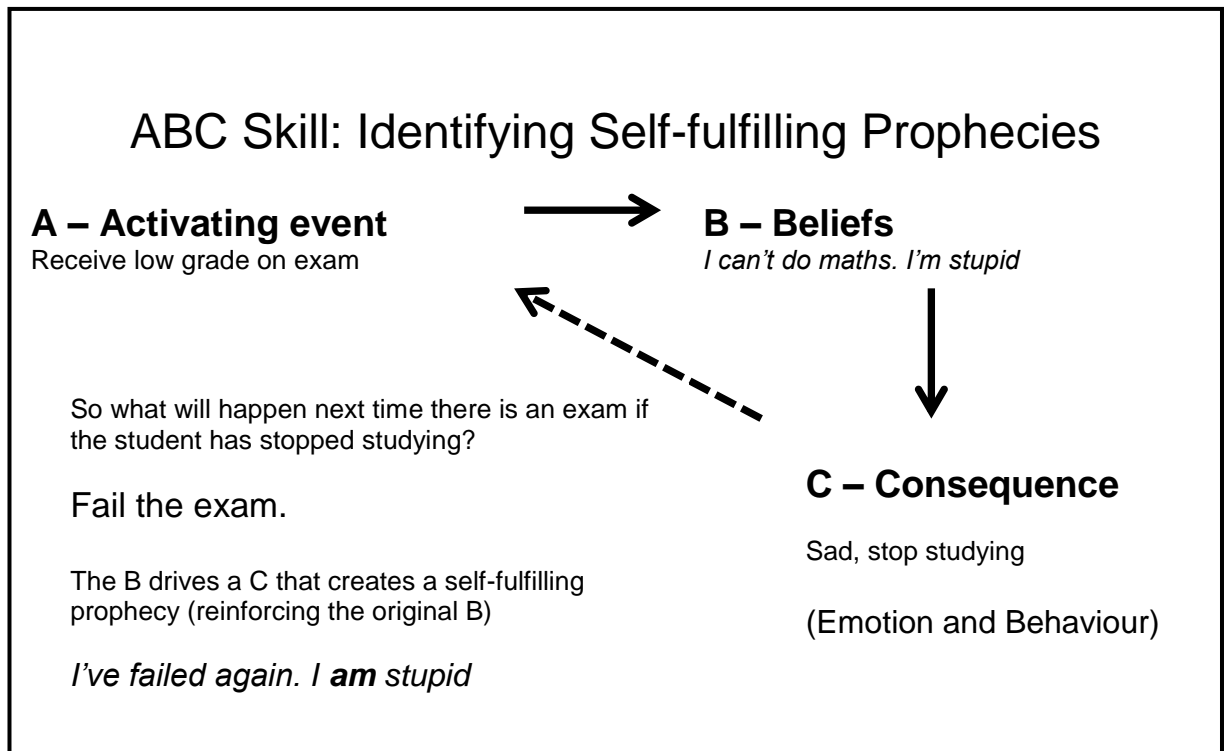 ABC Skill: Identifying Self-fulfilling Prophecies
A – Activating event
Receive low grade on exam
B – Beliefs
I can't do maths. I'm stupid
So what will happen next time there is an exam if
the student has stopped studying?
Fail the exam.
The B drives a C that creates a self-fulfilling
prophecy (reinforcing the original B)
I've failed again. I am stupid
C – Consequence
Sad, stop studying
(Emotion and Behaviour)